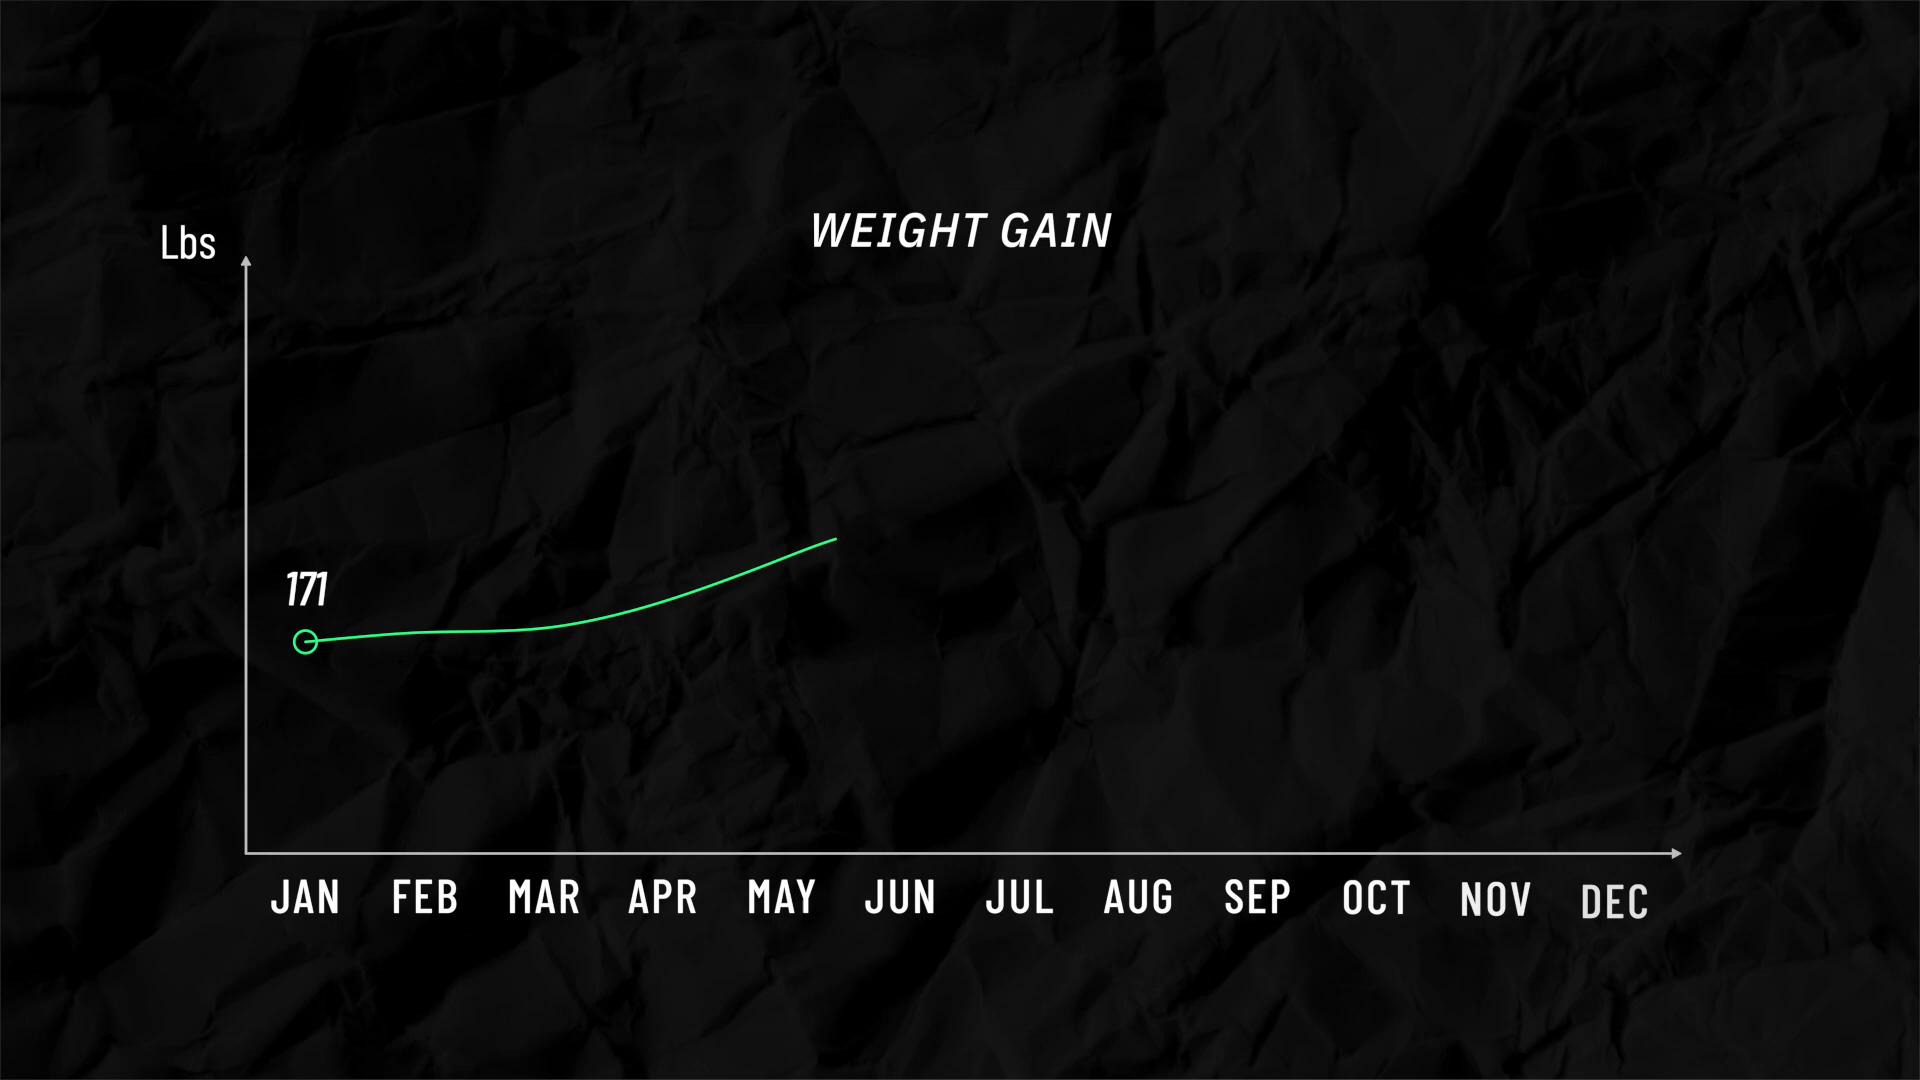 WEIGHT GAIN
Lbs
171
JAN FEB MAR APR MAY JUN JUL AUG SEP OCT NOV DEC